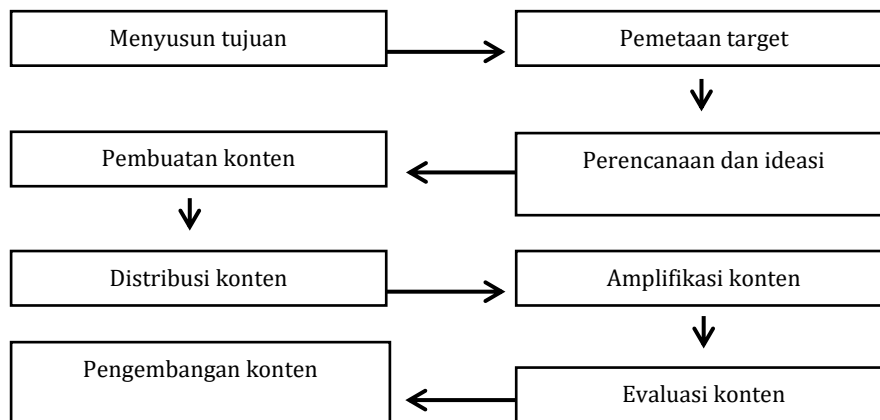 Menyusun tujuan
Pemetaan target
Pembuatan konten
Perencanaan dan ideasi
Distribusi konten
Amplifikasi konten
Pengembangan konten
Evaluasi konten